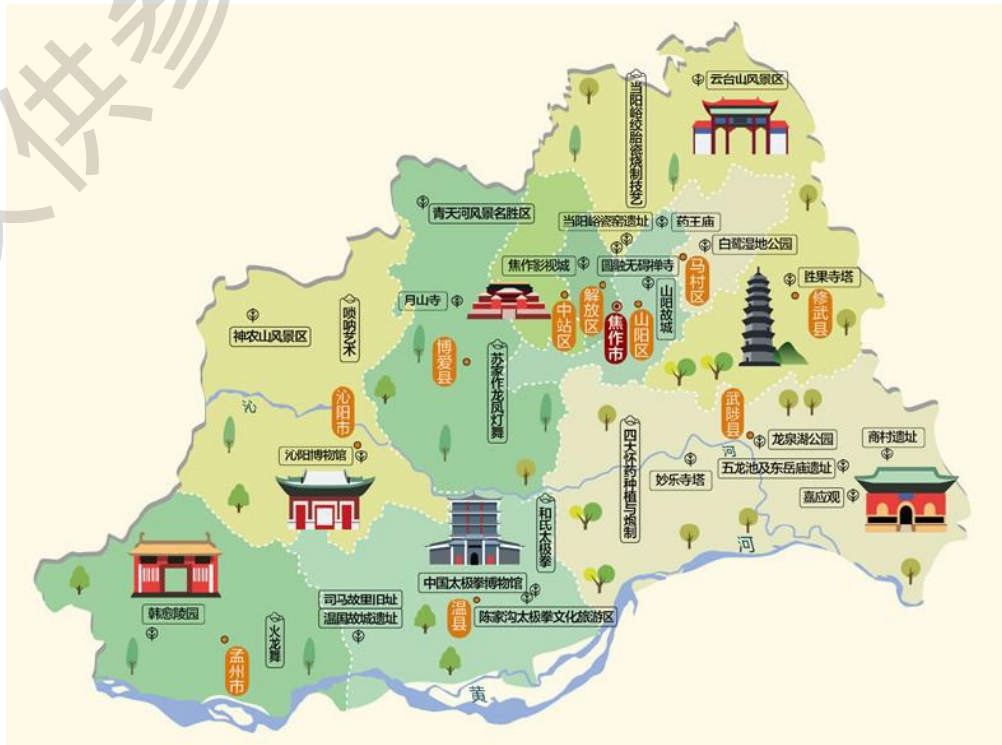 供参
云台山风景区
当阳峪绞胎瓷烧制技艺
青天河风景名胜区
当阳峪瓷窑遗址
药王庙
白鹭湿地公园
焦作影视城
圆融无碍禅寺
马村区
山阳故城
胜果寺塔
修武县
月山寺
中站区
解放区
焦作市
山阳区
唢呐艺术
神农山风景区
博爱县
苏家作龙凤灯舞
沁阳市
沁
武陟县
龙泉湖公园
商村遗址
河
四大怀药种植与炮制
沁阳博物馆
妙乐寺塔
五龙池及东岳庙遗址
嘉应观
和氏太极拳
河
中国太极拳博物馆
司马故里旧址
温国故城遗址
温县
陈家沟太极拳文化旅游区
韩愈陵园
火龙舞
孟州市
黄